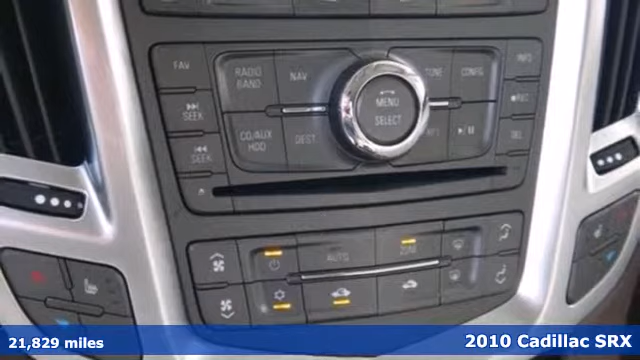 FAV
RADIO BAND
NAV
TONE
CONFIG
INFO
MENU
SELECT
SEEK
REC
CD/AUX HDD
DEST
DEL
SEEK
AUTO
ZONE
21,829 miles
2010 Cadillac SRX